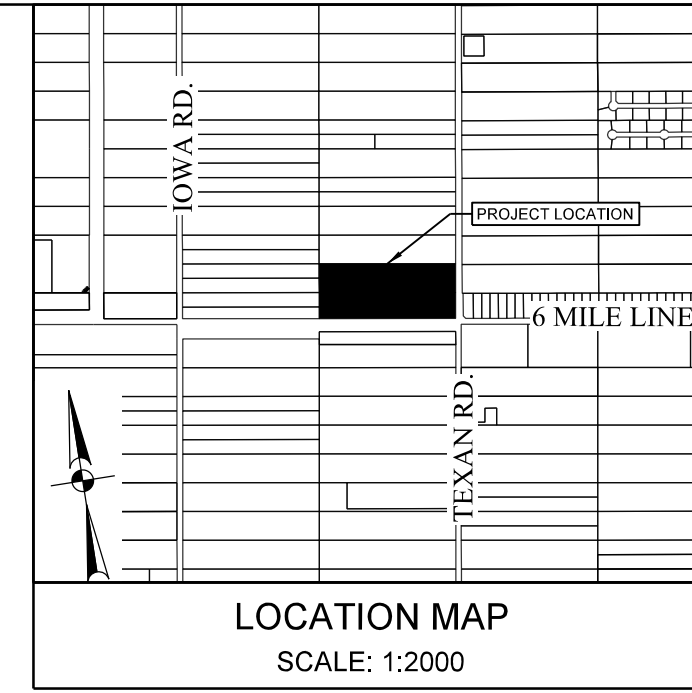 IOWA RD.
PROJECT LOCATION
6 MILE LINE
TEXAN RD.
LOCATION MAP
SCALE: 1:2000